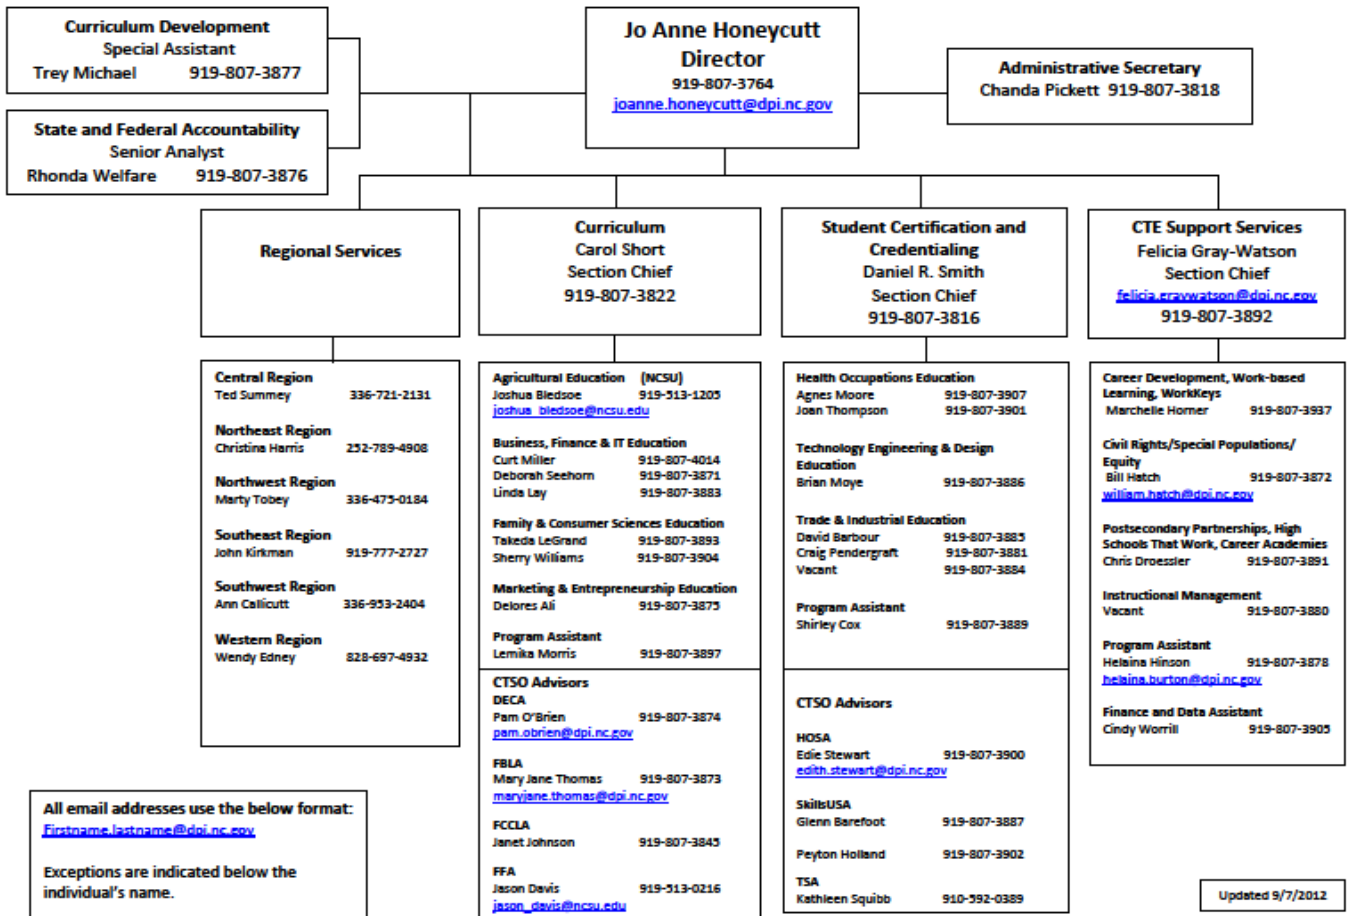 Curriculum Development
Special Assistant
Trey Michael 919-807-3877
State and Federal Accountability
Senior Analyst
Rhonda Welfare 919-807-3876
Jo Anne Honeycutt
Director
919-807-3764
joanne.honeycutt@dpi.nc.gov
Administrative Secretary
Chanda Pickett 919-807-3818
Regional Services
Central Region
Ted Summey 336-721-2131
Northeast Region
Christina Harris 252-789-4908
Northwest Region
Marty Tobey 336-475-0184
Southeast Region
John Kirkman 919-777-2727
Southwest Region
Ann Callicutt 336-953-2404
Western Region
Wendy Edney 828-697-4932
Curriculum
Carol Short
Section Chief
919-807-3822
Agricultural Education (NCSU)
Joshua Bledsoe 919-513-1205
joshua_bledsoe@ncsu.edu
Business, Finance & IT Education
Curt Miller 919-807-4014
Deborah Seehorn 919-807-3871
Linda Lay 919-807-3883
Family & Consumer Sciences Education
Takeda LeGrand 919-807-3893
Sherry Williams 919-807-3904
Marketing & Entrepreneurship Education
Delores Ali 919-807-3875
Program Assistant
Lemika Morris 919-807-3897
CTSO Advisors
DECA
Pam O'Brien 919-807-3874
pam.obrien@dpi.nc.gov
FBLA
Mary Jane Thomas 919-807-3873
maryjane.thomas@dpi.nc.gov
FCCLA
Janet Johnson 919-807-3845
FFA
Jason Davis 919-513-0216
jason_davis@ncsu.edu
Student Certification and
Credentialing
Daniel R. Smith
Section Chief
919-807-3816
Health Occupations Education
Agnes Moore 919-807-3907
Joan Thompson 919-807-3901
Technology Engineering & Design
Education
Brian Moye 919-807-3886
Trade & Industrial Education
David Barbour 919-807-3885
Craig Pendergraft 919-807-3881
Vacant 919-807-3884
Program Assistant
Shirley Cox 919-807-3889
CTSO Advisors
HOSA
Edie Stewart 919-807-3900
edith.stewart@dpi.nc.gov
SkillsUSA
Glenn Barefoot 919-807-3887
Peyton Holland 919-807-3902
TSA
Kathleen Squibb 910-592-0389
CTE Support Services
Felicia Gray-Watson
Section Chief
felicia.graywatson@dpi.nc.gov
919-807-3892
Career Development, Work-based
Learning, WorkKeys
Marchelle Horner 919-807-3937
Civil Rights/Special Populations/
Equity
Bill Hatch 919-807-3872
william.hatch@dpi.nc.gov
Postsecondary Partnerships, High
Schools That Work, Career Academies
Chris Droessler 919-807-3891
Instructional Management
Vacant 919-807-3880
Program Assistant
Helaina Hinson 919-807-3878
helaina.burton@dpi.nc.gov
Finance and Data Assistant
Cindy Worrill 919-807-3905
All email addresses use the below format:
Firstname.lastname@dpi.nc.gov
Exceptions are indicated below the
individual's name.
Updated 9/7/2012